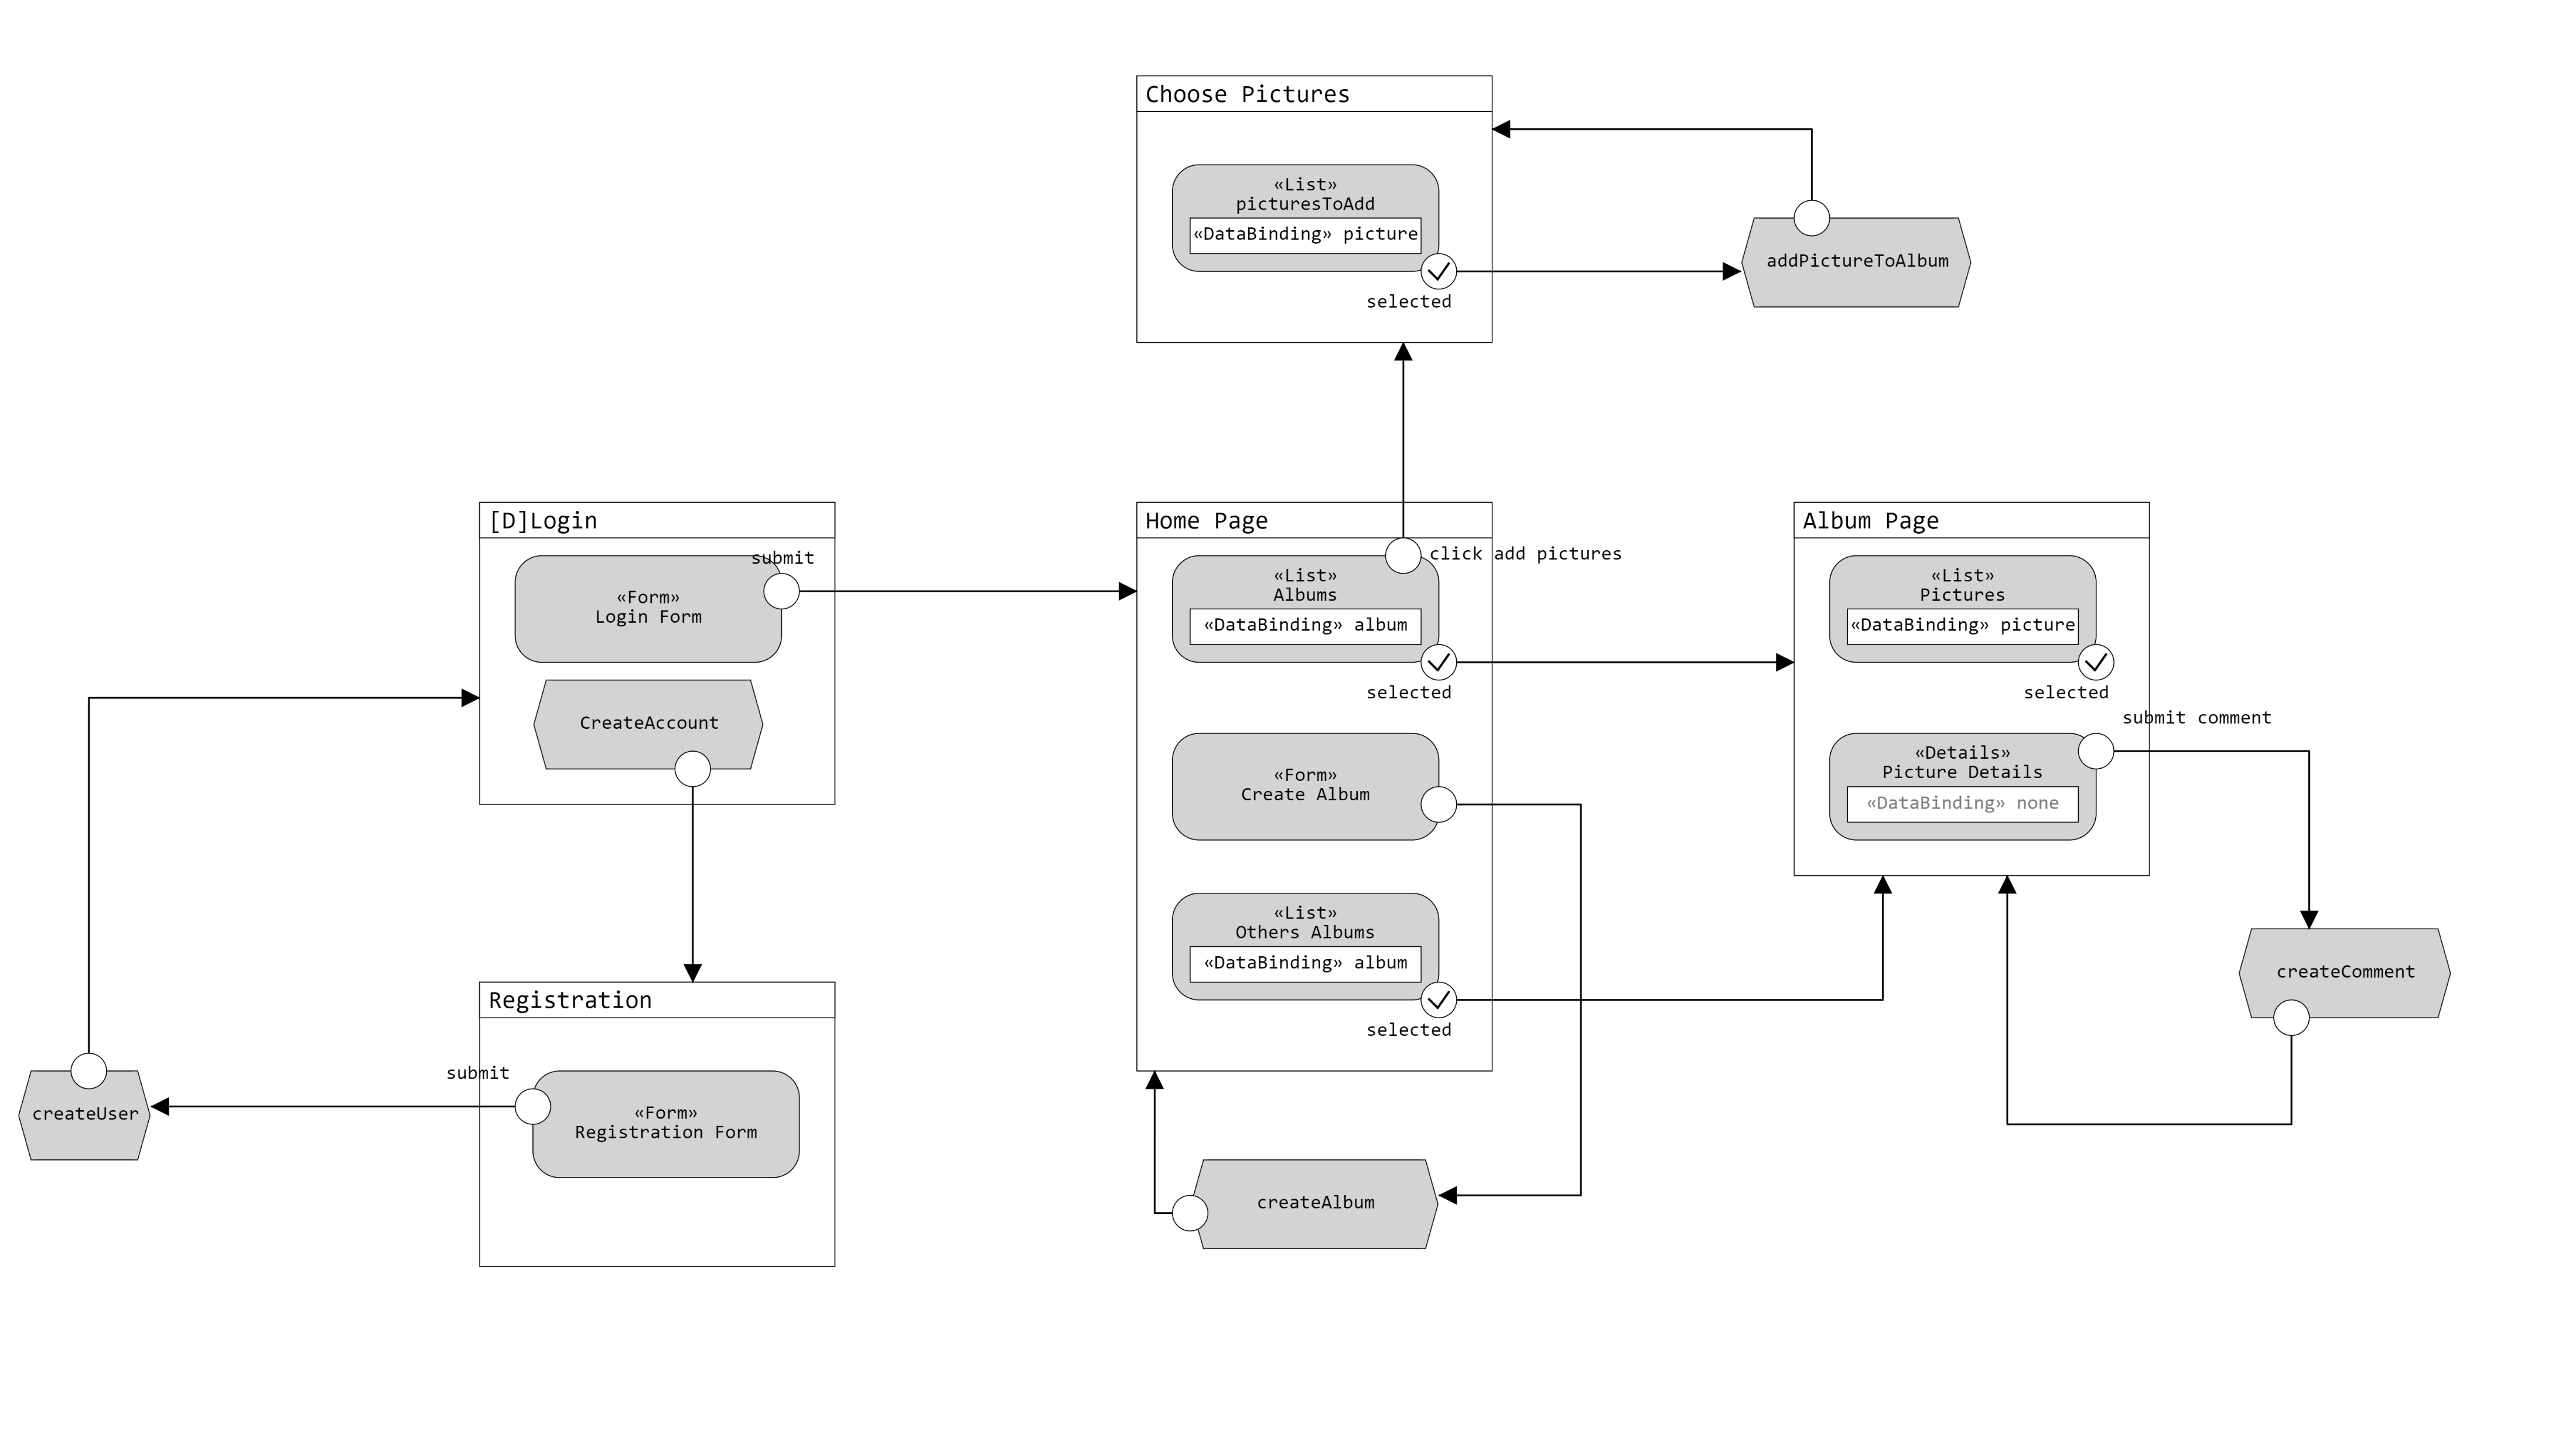 Choose Pictures
«List»
picturesToAdd
«DataBinding» picture
selected
addPictureToAlbum
[D]Login
submit
«Form»
Login Form
CreateAccount
Home Page
click add pictures
«List»
Albums
«DataBinding» album
selected
«Form»
Create Album
«List»
Others Albums
«DataBinding» album
selected
Album Page
«List»
Pictures
«DataBinding» picture
selected
submit comment
«Details»
Picture Details
«DataBinding» none
createComment
Registration
submit
«Form»
Registration Form
createUser
createAlbum